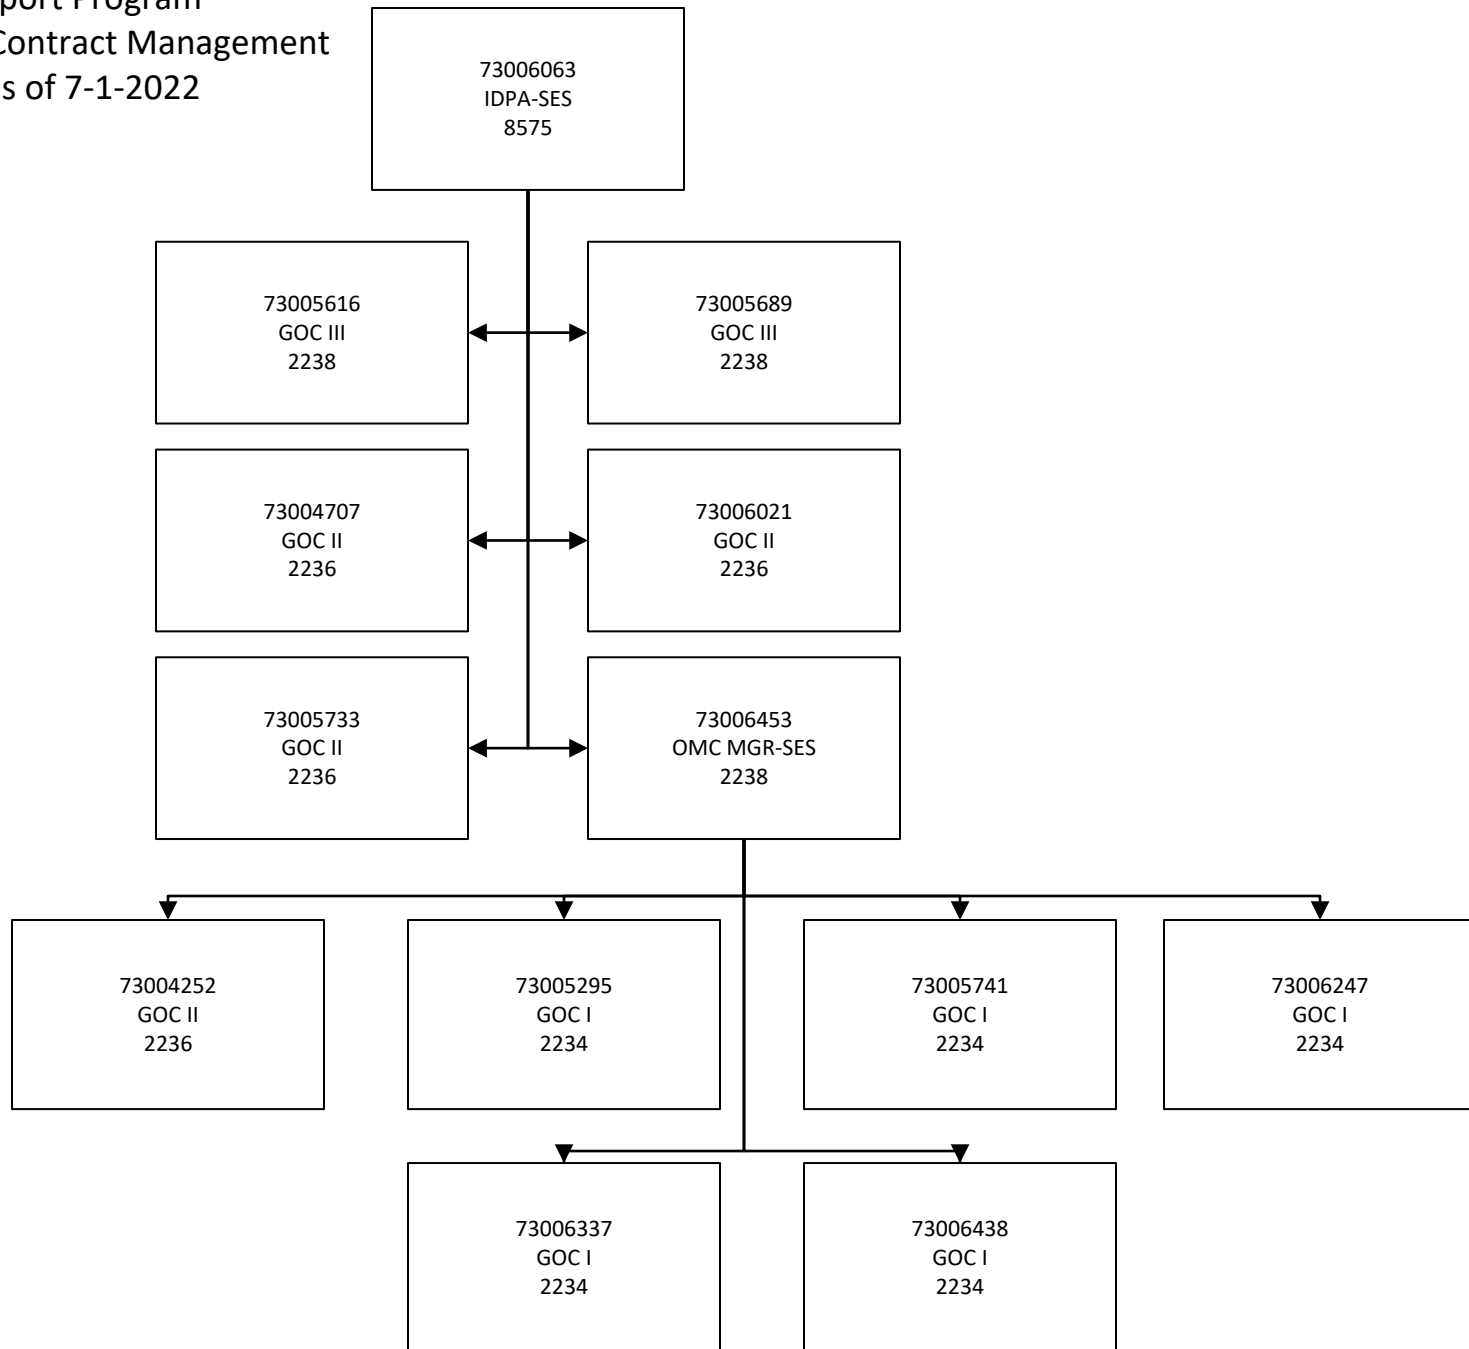 port Program
Contract Management
s of 7-1-2022
73006063
IDPA-SES
8575
73005616
GOC III
2238
73005689
GOC III
2238
73004707
GOC II
2236
73006021
GOC II
2236
73005733
GOC II
2236
73006453
OMC MGR-SES
2238
73004252
GOC II
2236
73005295
GOC I
2234
73005741
GOC I
2234
73006247
GOC I
2234
73006337
GOC I
2234
73006438
GOC I
2234